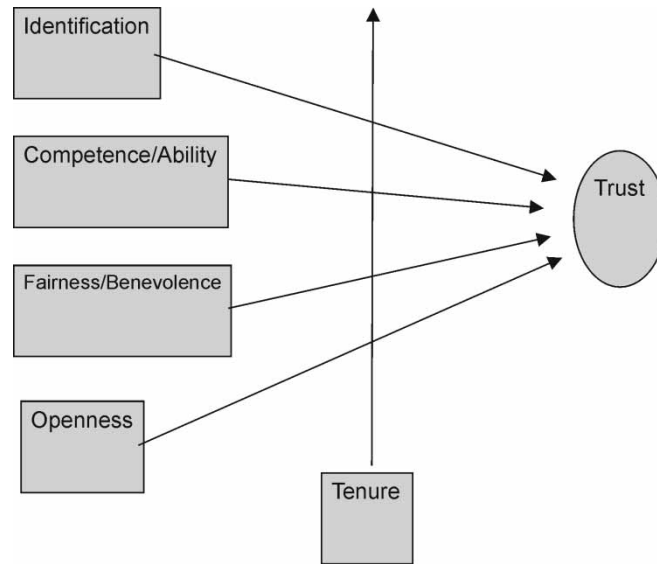 Identification
Competence/Ability
Trust
Fairness/Benevolence
Openness
Tenure